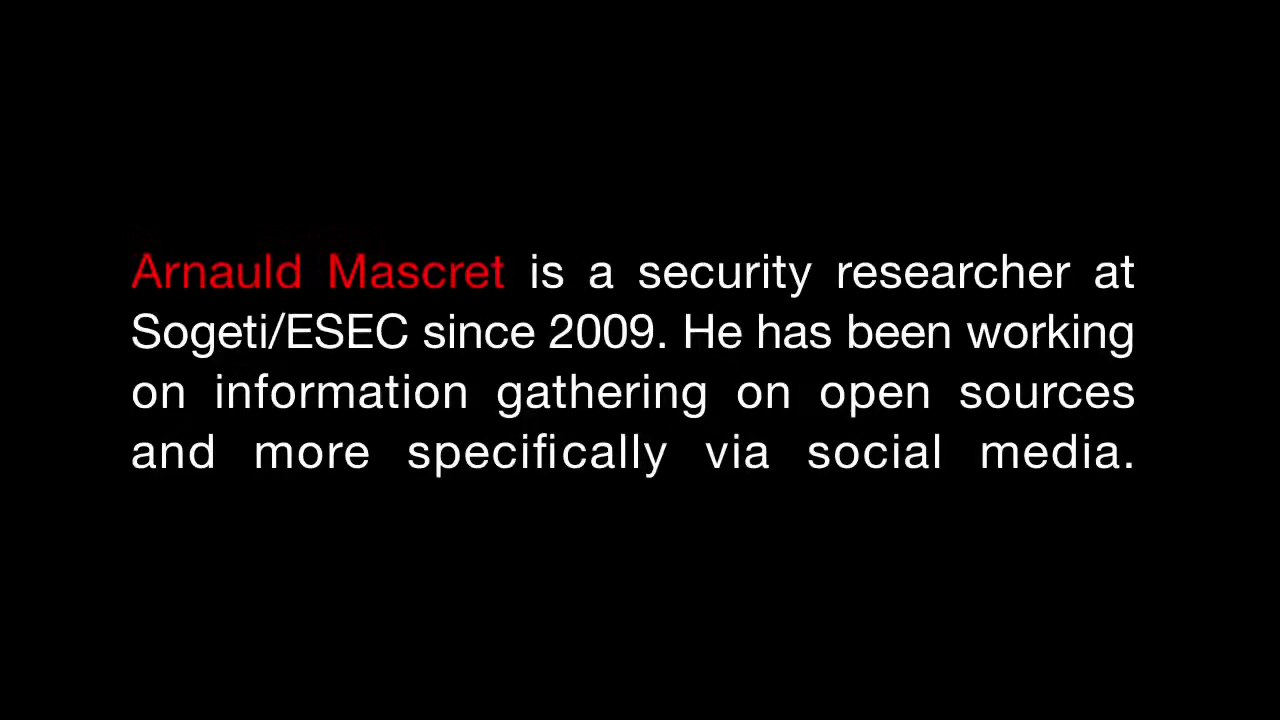 Arnauld Mascret is a security researcher at
Sogeti/ESEC since 2009. He has been working
on information gathering on open sources
and more specifically via social media.